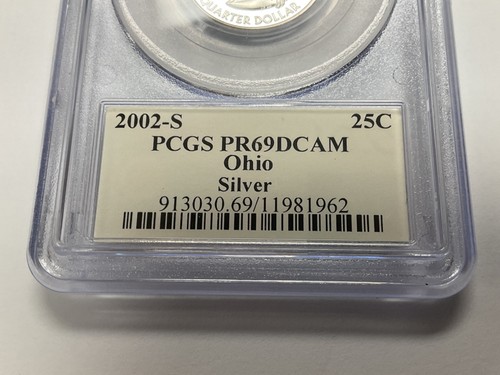 QUARTER DOLLAR
2002-S 25C
PCGS PR69DCAM
Ohio
Silver
913030.69/11981962